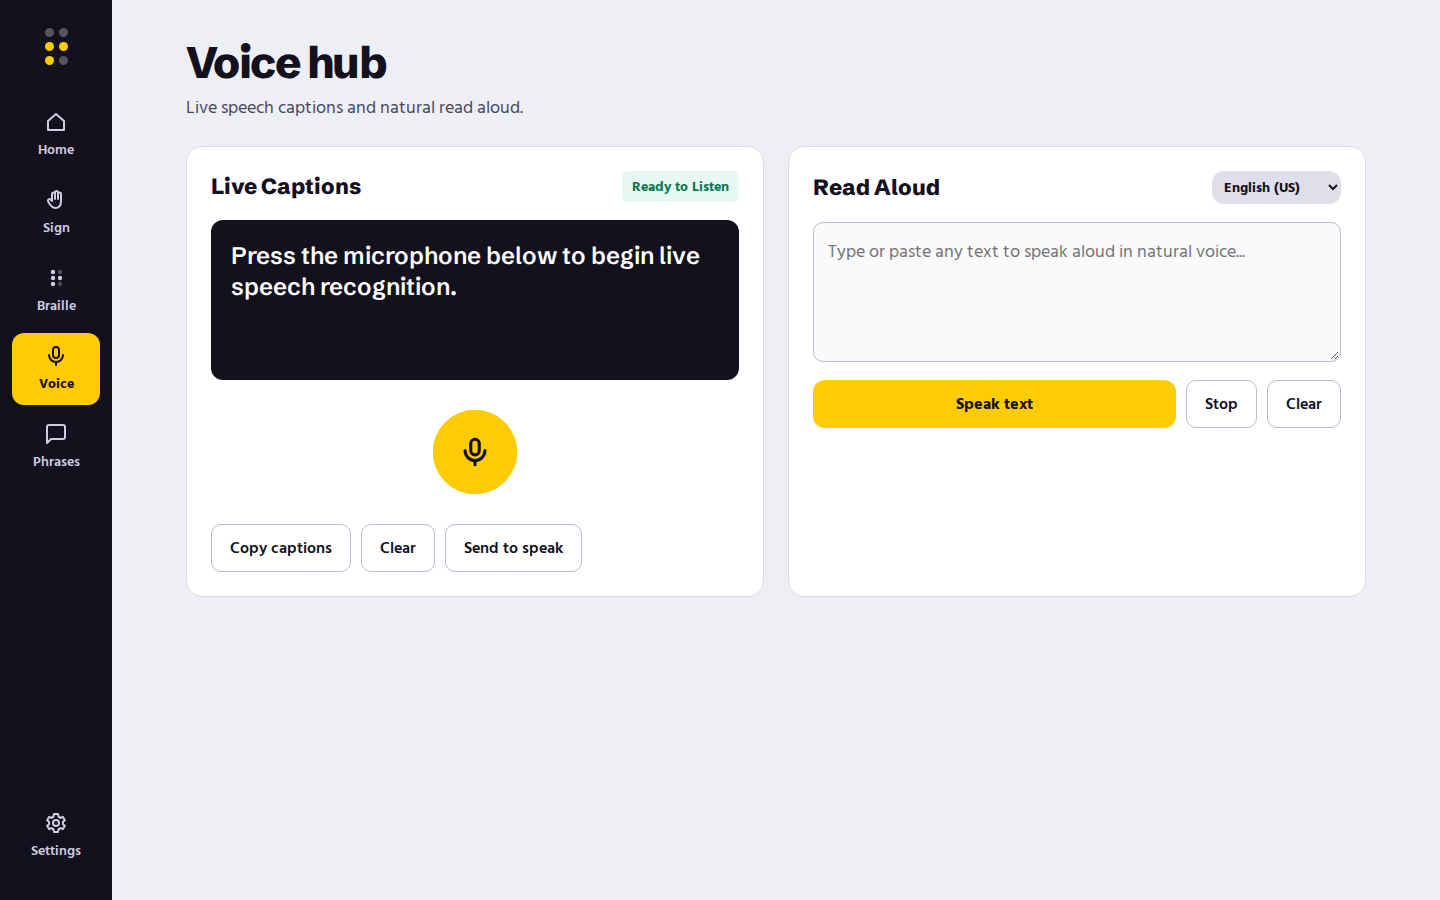 Home
Sign
Braille
Voice
Phrases
Settings
Voice hub
Live speech captions and natural read aloud.
Live Captions
Ready to Listen
Press the microphone below to begin live
speech recognition.
Copy captions
Clear
Send to speak
Read Aloud
English (US)
Type or paste any text to speak aloud in natural voice...
Speak text
Stop
Clear